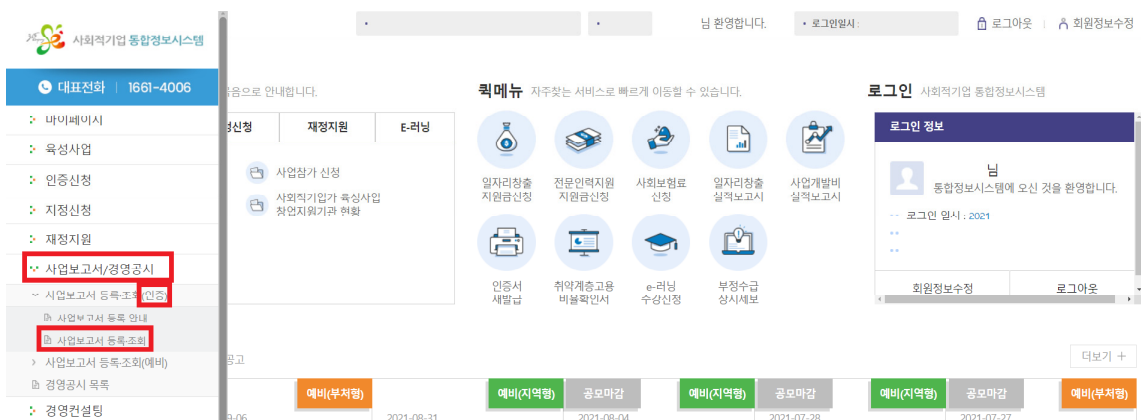 사회적기업 통합정보시스템
님 환영합니다.
• 로그인일시 :
로그아웃
회원정보수정
대표전화 | 1661-4006
마이페이지
육성사업
인증신청
지정신청
재정지원
사업보고서/경영공시
사업보고서 등록·조회(인증)
사업보고서 등록 안내
사업보고서 등록·조회
사업보고서 등록·조회(예비)
경영공시 목록
경영컨설팅
으로 안내합니다.
정신청
재정지원
E-러닝
사업참가 신청
사회적기업가 육성사업
창업지원기관 현황
퀵메뉴 자주찾는 서비스로 빠르게 이동할 수 있습니다.
일자리창출
지원금신청
전문인력지원
지원금신청
사회보험료
신청
일자리창출
실적보고시
사업개발비
실적보고시
인증서
재발급
취약계층고용
비율확인서
e-러닝
수강신청
부정수급
상시제보
로그인 사회적기업 통합정보시스템
로그인 정보
님
통합정보시스템에 오신 것을 환영합니다.
로그인 일시 : 2021
회원정보수정
로그아웃
공고
더보기 +
예비(부처형)
예비(지역형)
공모마감
예비(지역형)
공모마감
예비(지역형)
공모마감
예비(부처형)
2021-08-31
2021-08-04
2021-07-28
2021-07-27